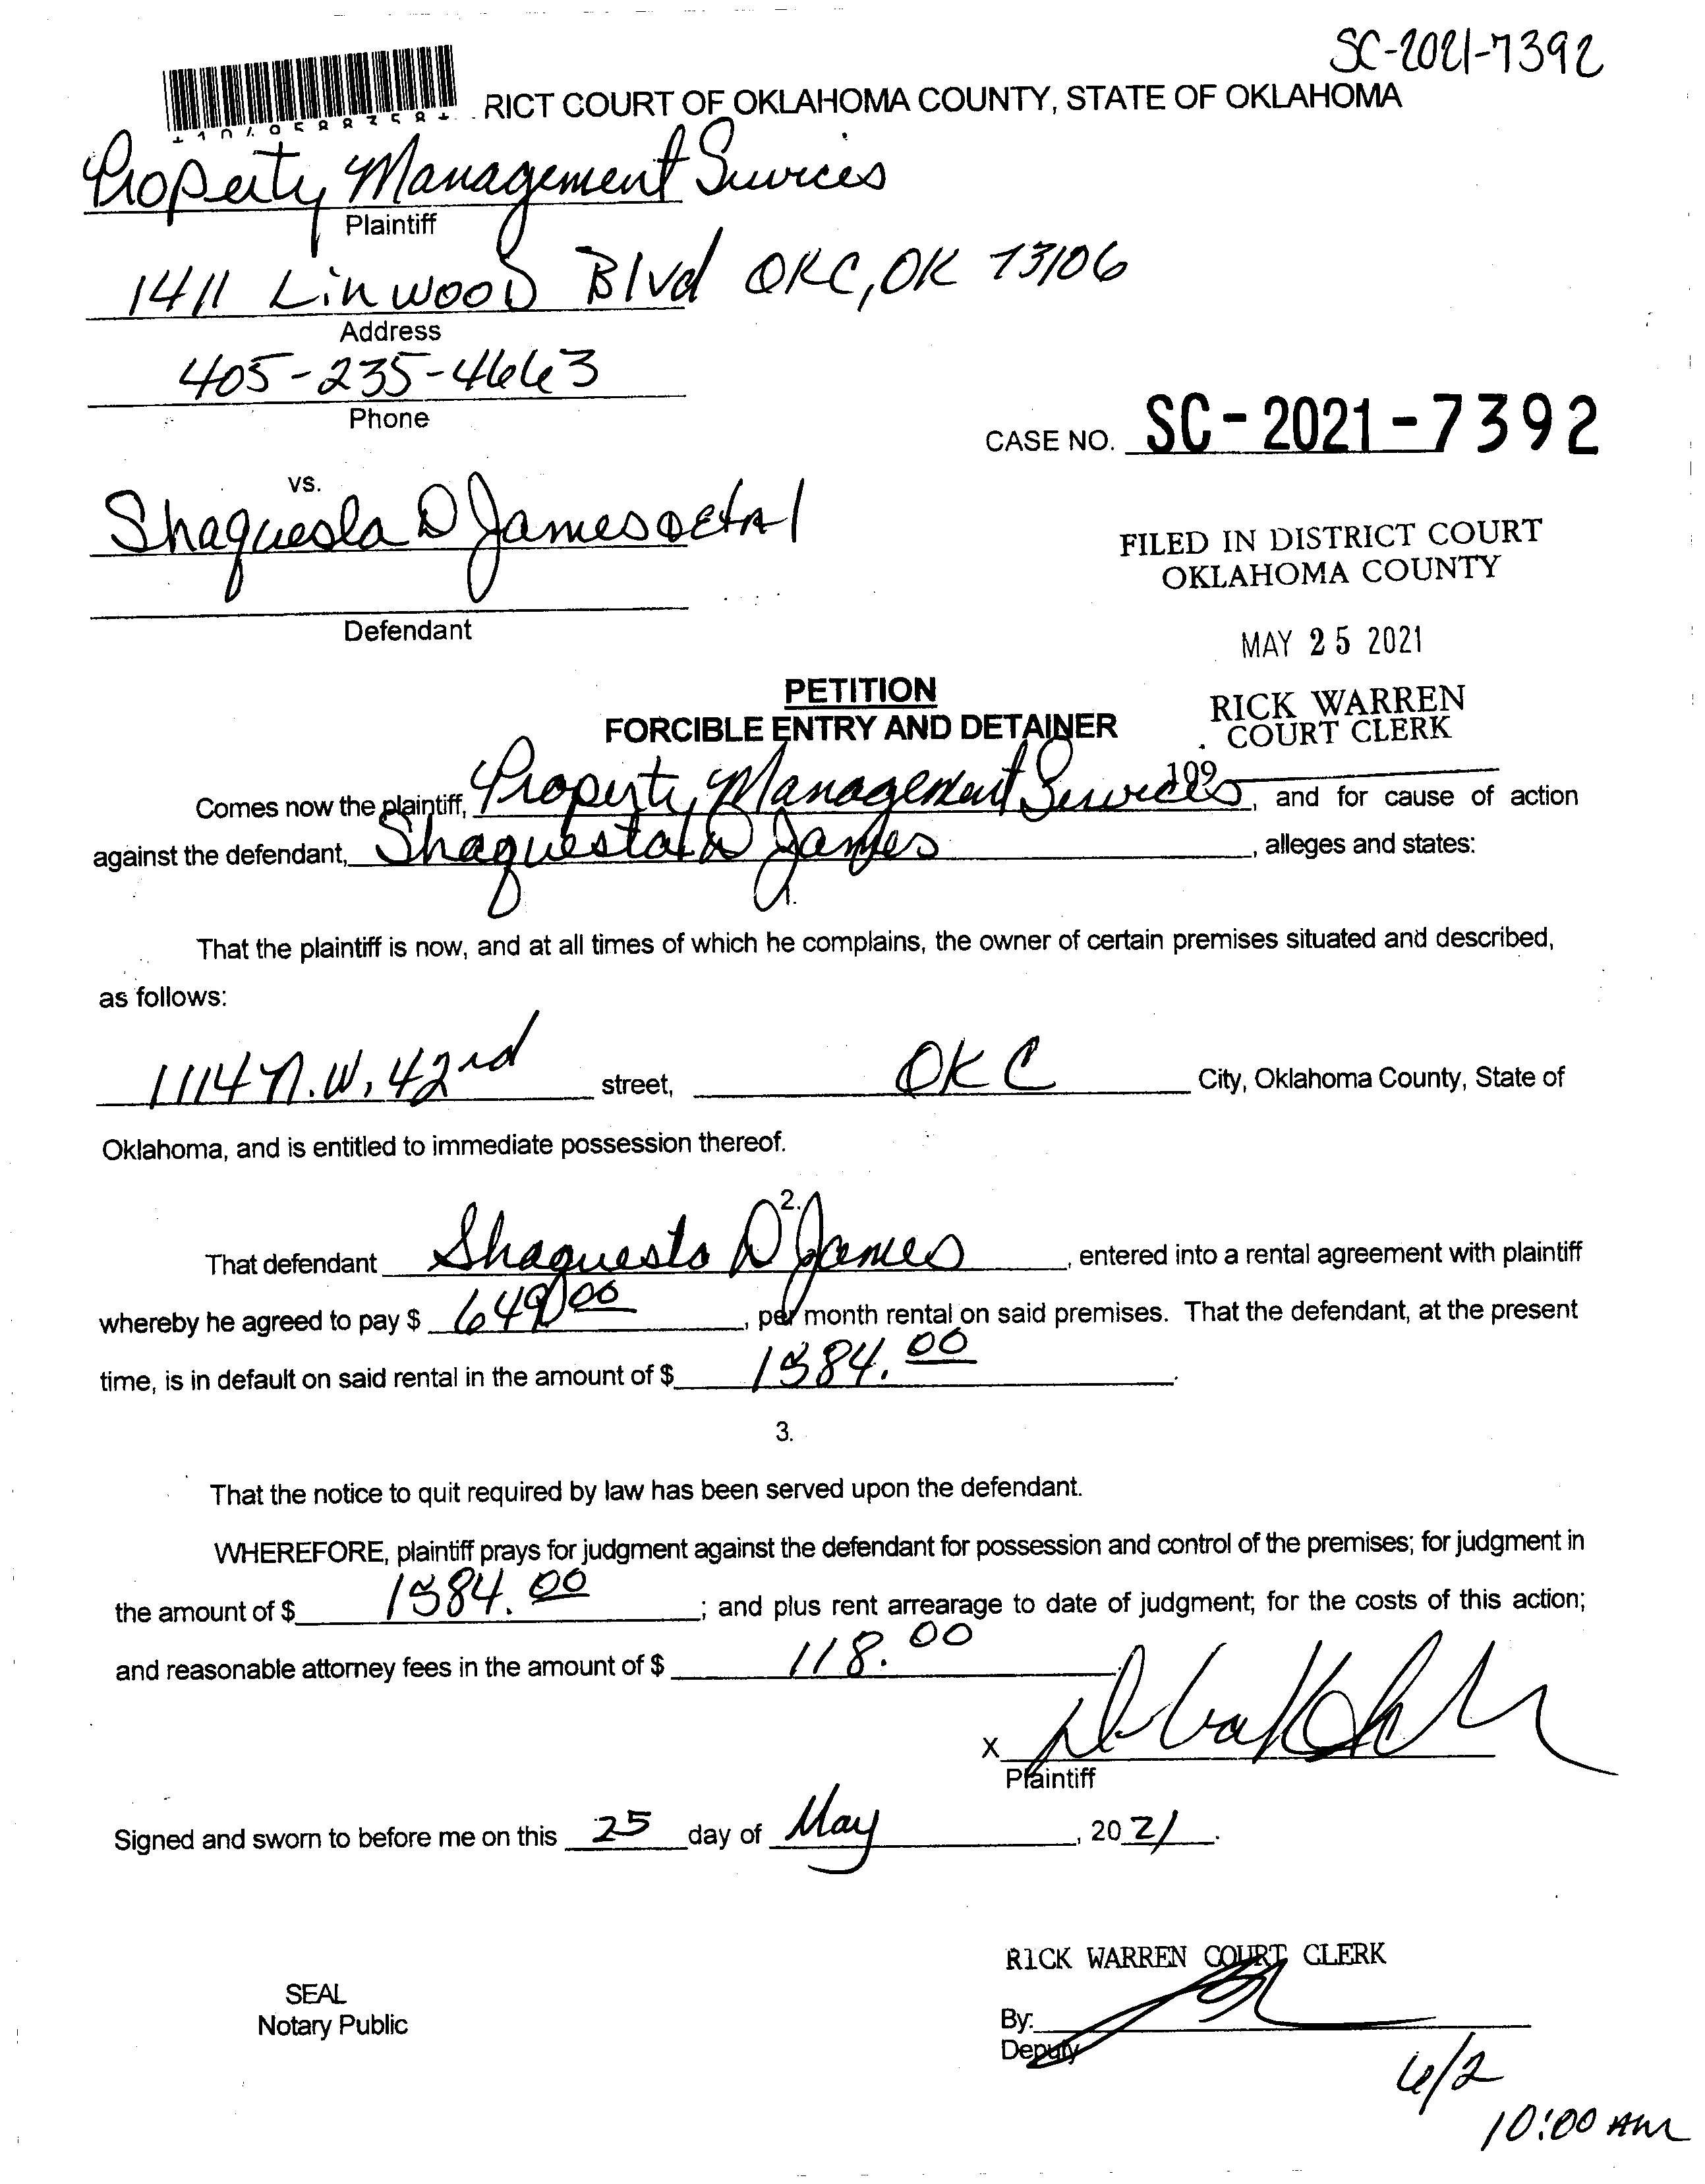 SC-2021-7392
RICT COURT OF OKLAHOMA COUNTY, STATE OF OKLAHOMA
Property Management Services
Plaintiff
1411 Linwood Blvd OKC, OK 73106
Address
405-235-4663
Phone
CASE NO. SC-2021-7392
vs.
Shaquesta D James et al
Defendant
FILED IN DISTRICT COURT
OKLAHOMA COUNTY
MAY 25 2021
RICK WARREN
COURT CLERK
109
PETITION
FORCIBLE ENTRY AND DETAINER
Comes now the plaintiff, Property Management Services, and for cause of action
against the defendant, Shaquesta D James, alleges and states:
1.
That the plaintiff is now, and at all times of which he complains, the owner of certain premises situated and described,
as follows:
1114 N.W. 42nd street, OKC City, Oklahoma County, State of
Oklahoma, and is entitled to immediate possession thereof.
2.
That defendant Shaquesta D James, entered into a rental agreement with plaintiff
whereby he agreed to pay $ 649.00, per month rental on said premises. That the defendant, at the present
time, is in default on said rental in the amount of $ .
3.
That the notice to quit required by law has been served upon the defendant.
WHEREFORE, plaintiff prays for judgment against the defendant for possession and control of the premises; for judgment in
the amount of $ ; and plus rent arrearage to date of judgment; for the costs of this action;
and reasonable attorney fees in the amount of $ 118.00
X
Plaintiff
Signed and sworn to before me on this 25 day of May, 2021.
RICK WARREN COURT CLERK
SEAL
Notary Public
By:
Deputy
6/2
10:00 AM